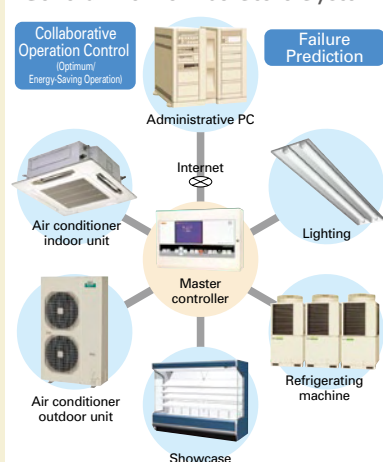 Collaborative
Operation Control
(Optimum/
Energy-Saving Operation)
Failure
Prediction
Administrative PC
Internet
Air conditioner
indoor unit
Lighting
Master
controller
Air conditioner
outdoor unit
Refrigerating
machine
Showcase